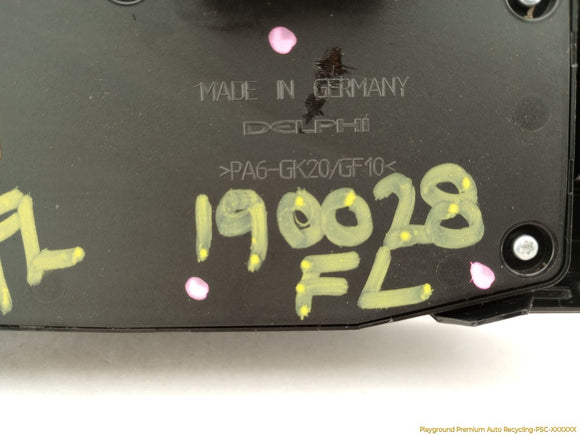 MADE IN GERMANY
DELPHI
>PA6-GK20/GF10<
190028
FL
Playground Premium Auto Recycling-PSC-XXXXXX